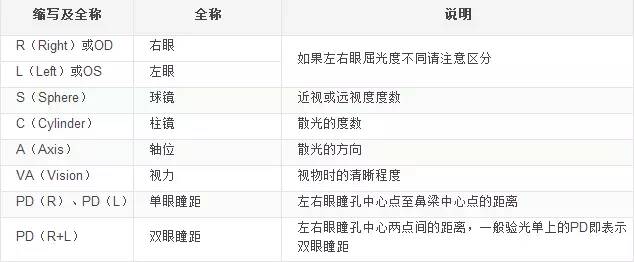 缩写及全称 全称 说明
R（Right）或OD 右眼 如果左右眼屈光度不同请注意区分
L（Left）或OS 左眼
S（Sphere） 球镜 近视或远视度度数
C（Cylinder） 柱镜 散光的度数
A（Axis） 轴位 散光的方向
VA（Vision） 视力 视物时的清晰程度
PD（R）、PD（L） 单眼瞳距 左右眼瞳孔中心点至鼻梁中心点的距离
PD（R+L） 双眼瞳距 左右眼瞳孔中心两点间的距离，一般验光单上的PD即表示
双眼瞳距